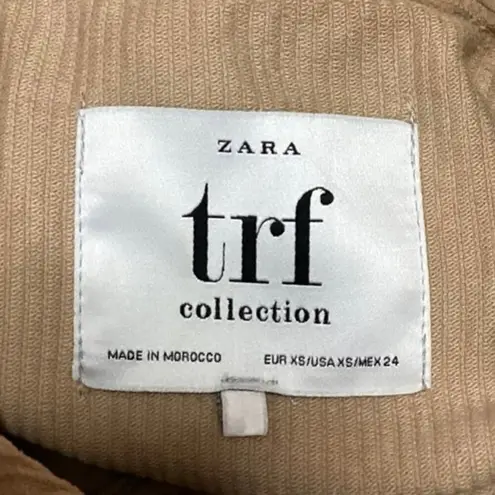 ZARA
trf
collection
MADE IN MOROCCO EUR XS/USA XS/MEX 24